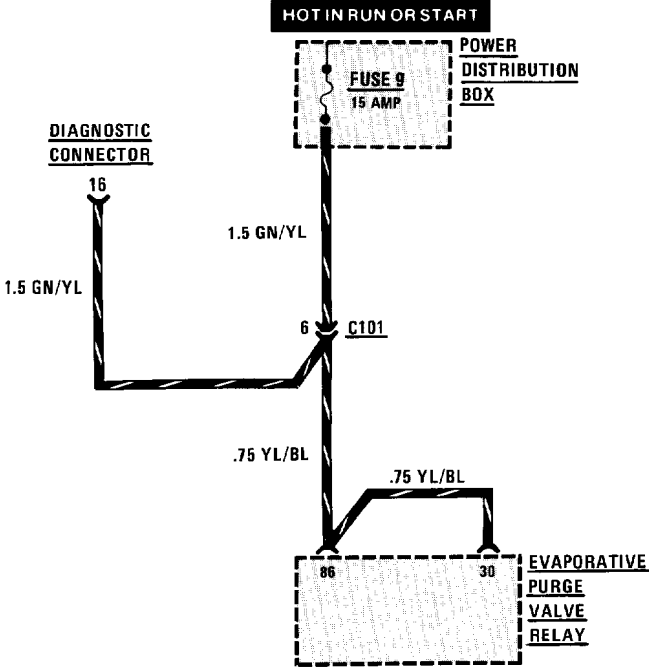 HOT IN RUN OR START
POWER
DISTRIBUTION
BOX
FUSE 9
15 AMP
DIAGNOSTIC
CONNECTOR
16
1.5 GN/YL
1.5 GN/YL
6
C101
.75 YL/BL
.75 YL/BL
86
30
EVAPORATIVE
PURGE
VALVE
RELAY